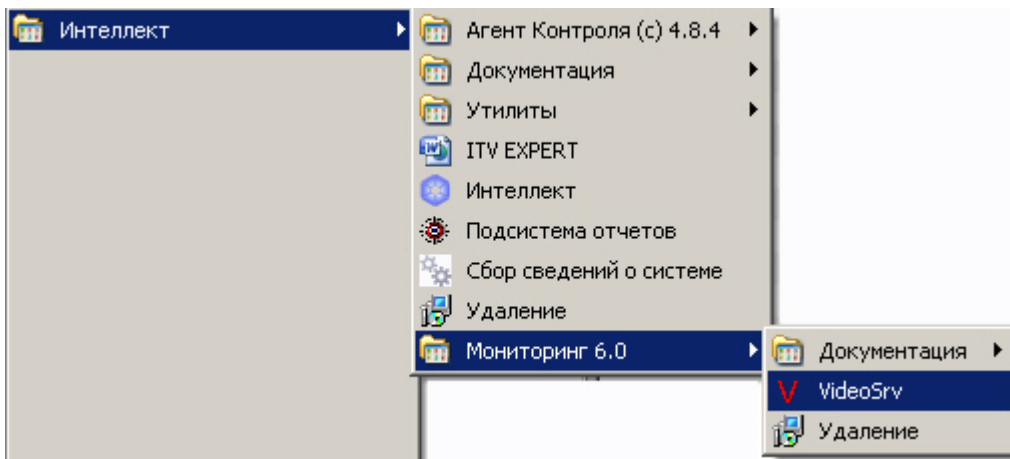 Интеллект
Агент Контроля (c) 4.8.4
Документация
Утилиты
ITV EXPERT
Интеллект
Подсистема отчетов
Сбор сведений о системе
Удаление
Мониторинг 6.0
Документация
VideoSrv
Удаление